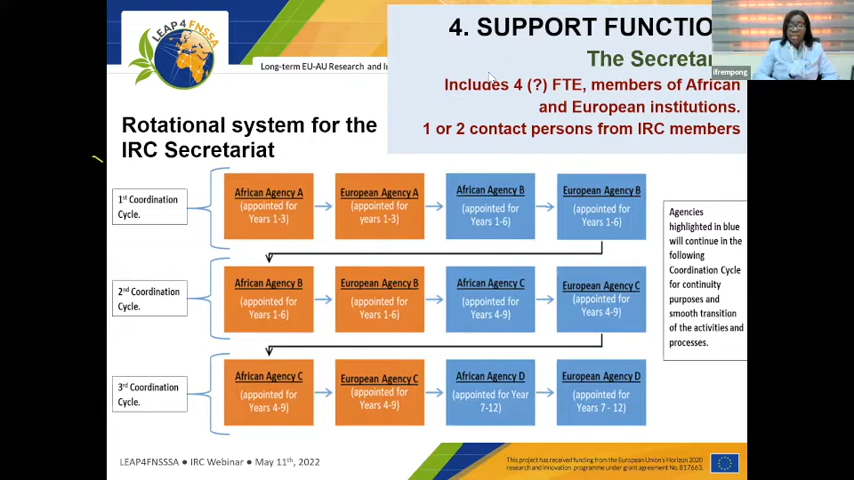 LEAP 4 FNSSA
Long-term EU-AU Research and
4. SUPPORT FUNCTIO
The Secretar
Includes 4 (?) FTE, members of African
and European institutions.
1 or 2 contact persons from IRC members
ifrempong
Rotational system for the
IRC Secretariat
1st Coordination
Cycle.
African Agency A
(appointed for
Years 1-3)
European Agency A
(appointed for
years 1-3)
African Agency B
(appointed for
Years 1-6)
European Agency B
(appointed for
Years 1-6)
Agencies
highlighted in blue
will continue in the
following
Coordination Cycle
for continuity
purposes and
smooth transition
of the activities and
processes.
2nd Coordination
Cycle.
African Agency B
(appointed for
Years 1-6)
European Agency B
(appointed for
Years 1-6)
African Agency C
(appointed for
Years 4-9)
European Agency C
(appointed for
Years 4-9)
3rd Coordination
Cycle.
African Agency C
(appointed for
Years 4-9)
European Agency C
(appointed for
Years 4-9)
African Agency D
(appointed for Year
7-12)
European Agency D
(appointed for
Years 7 - 12)
LEAP4FNSSSA ● IRC Webinar ● May 11th, 2022
This project has received funding from the European Union's Horizon 2020
research and innovation programme under grant agreement No. 817663.